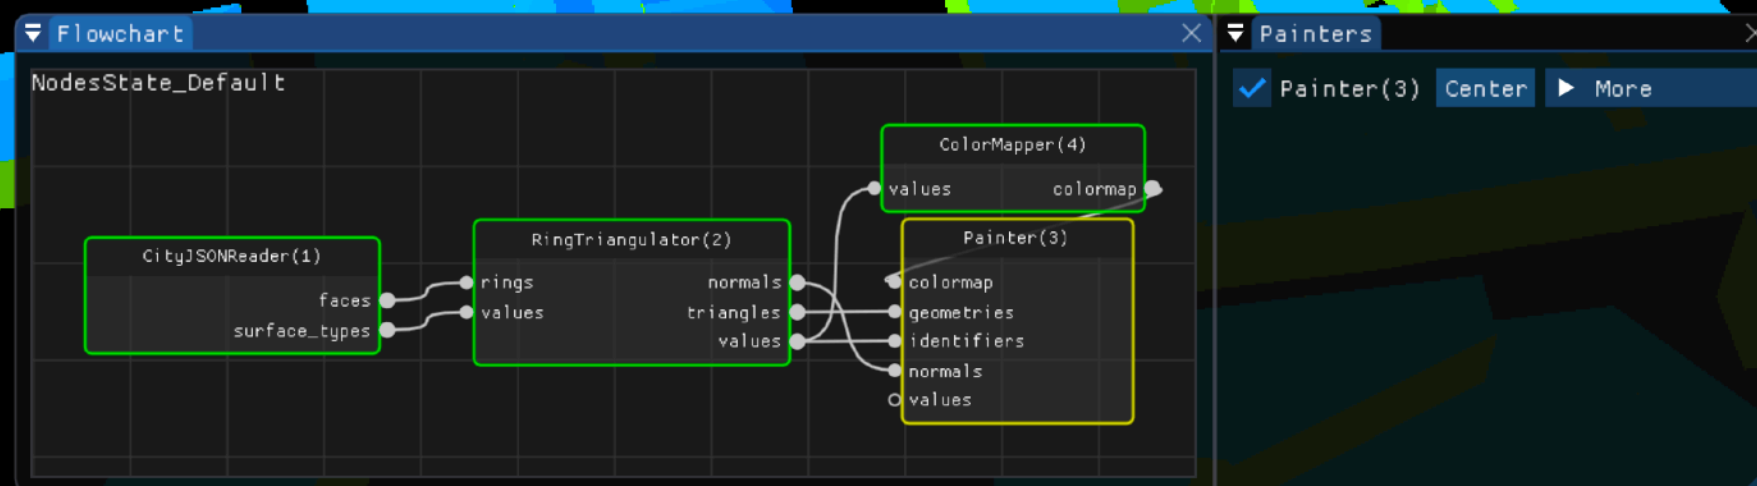 Flowchart
NodesState_Default
CityJSONReader(1)
faces
surface_types
RingTriangulator(2)
rings normals
values triangles
values
ColorMapper(4)
values colormap
Painter(3)
colormap
geometries
identifiers
normals
values
Painters
Painter(3) Center More